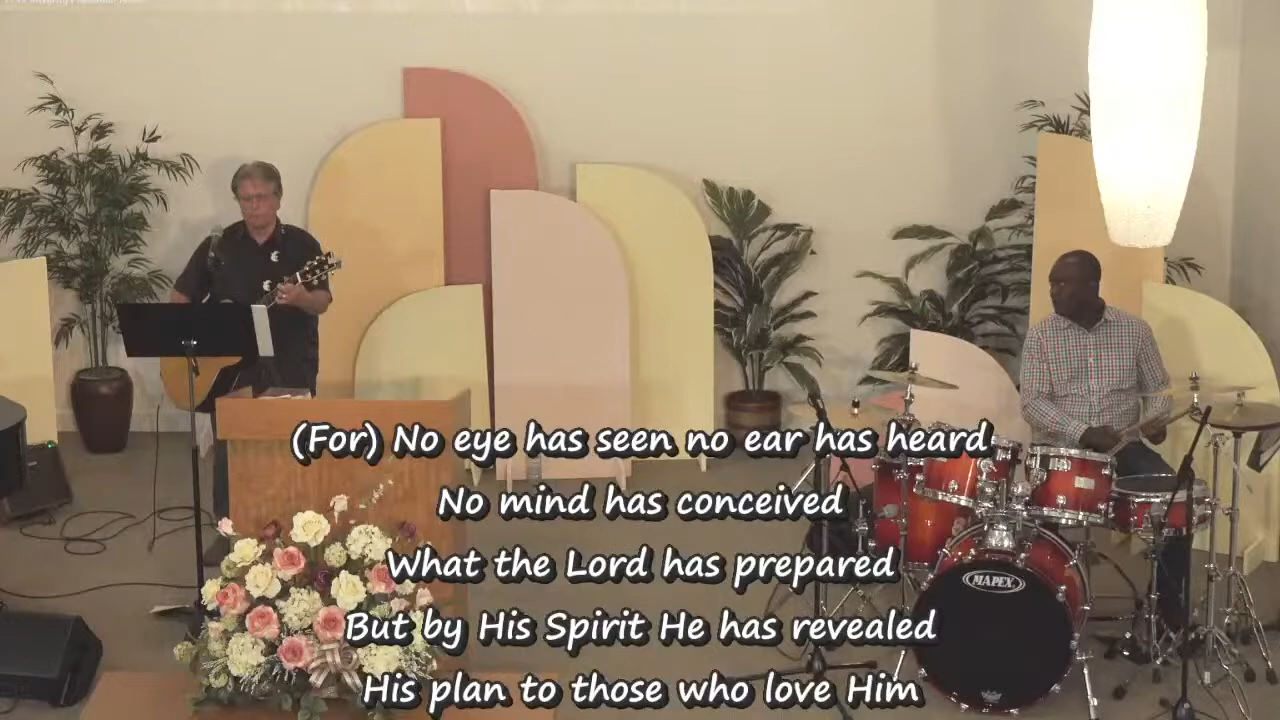 (For) No eye has seen no ear has heard
No mind has conceived
What the Lord has prepared
But by His Spirit He has revealed
His plan to those who love Him
MAPEX